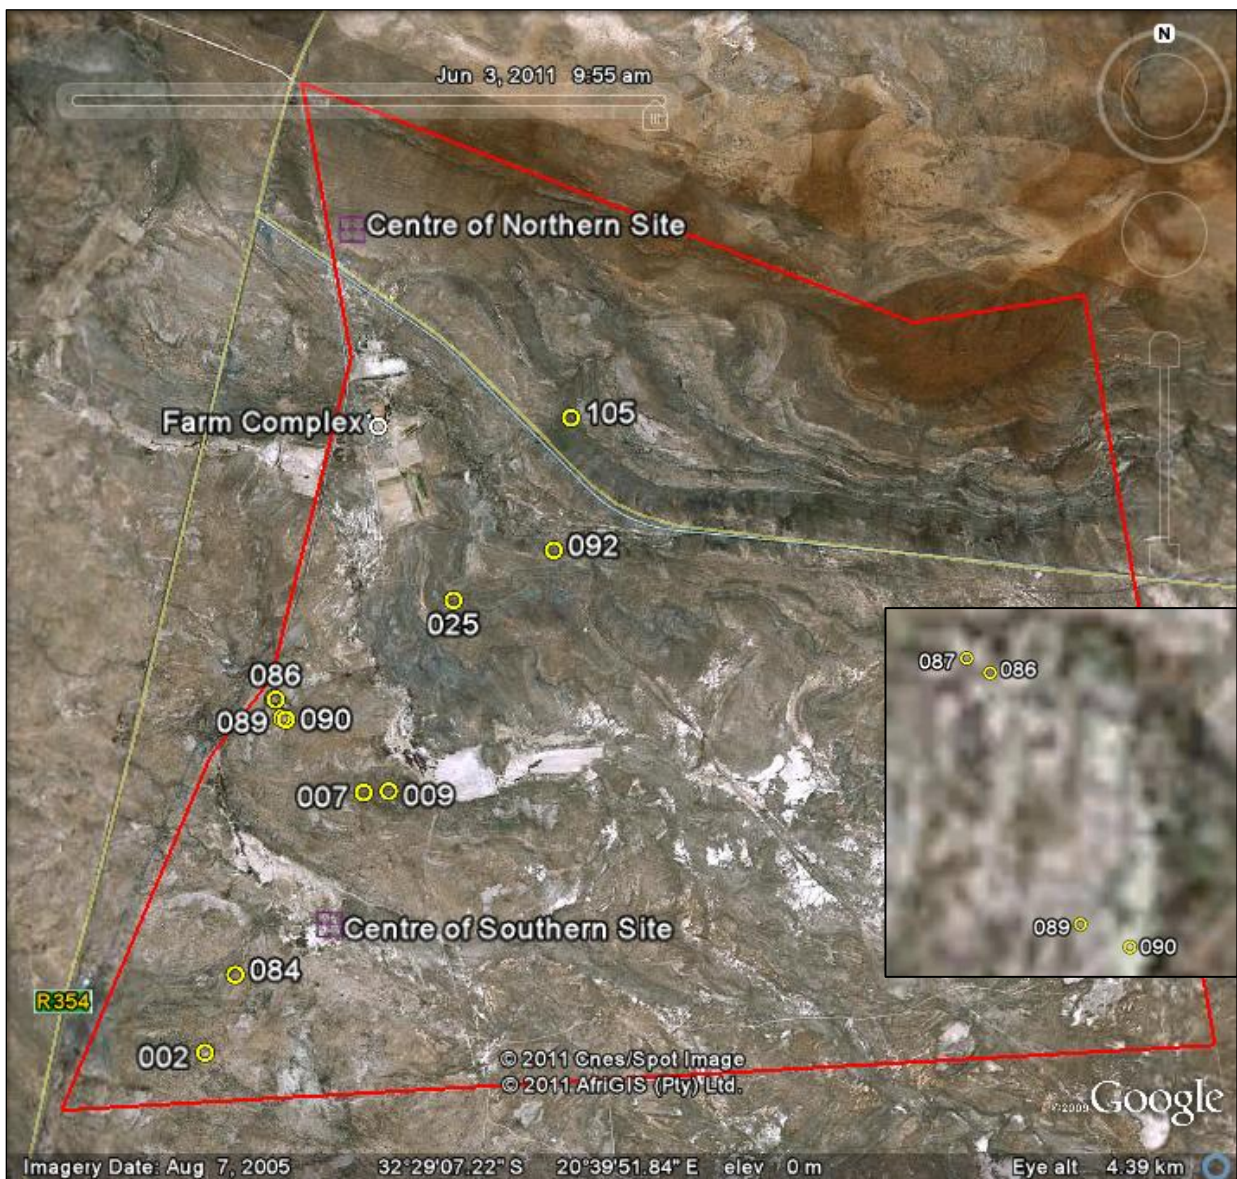 N
Jun 3, 2011 9:55 am
Centre of Northern Site
Farm Complex
105
092
025
086
089 090
007 009
087 086
089 090
Centre of Southern Site
084
R354
002
© 2011 Cnes/Spot Image
© 2011 AfriGIS (Pty) Ltd.
©2009 Google
Imagery Date: Aug 7, 2005 32°29'07.22" S 20°39'51.84" E elev 0 m Eye alt 4.39 km